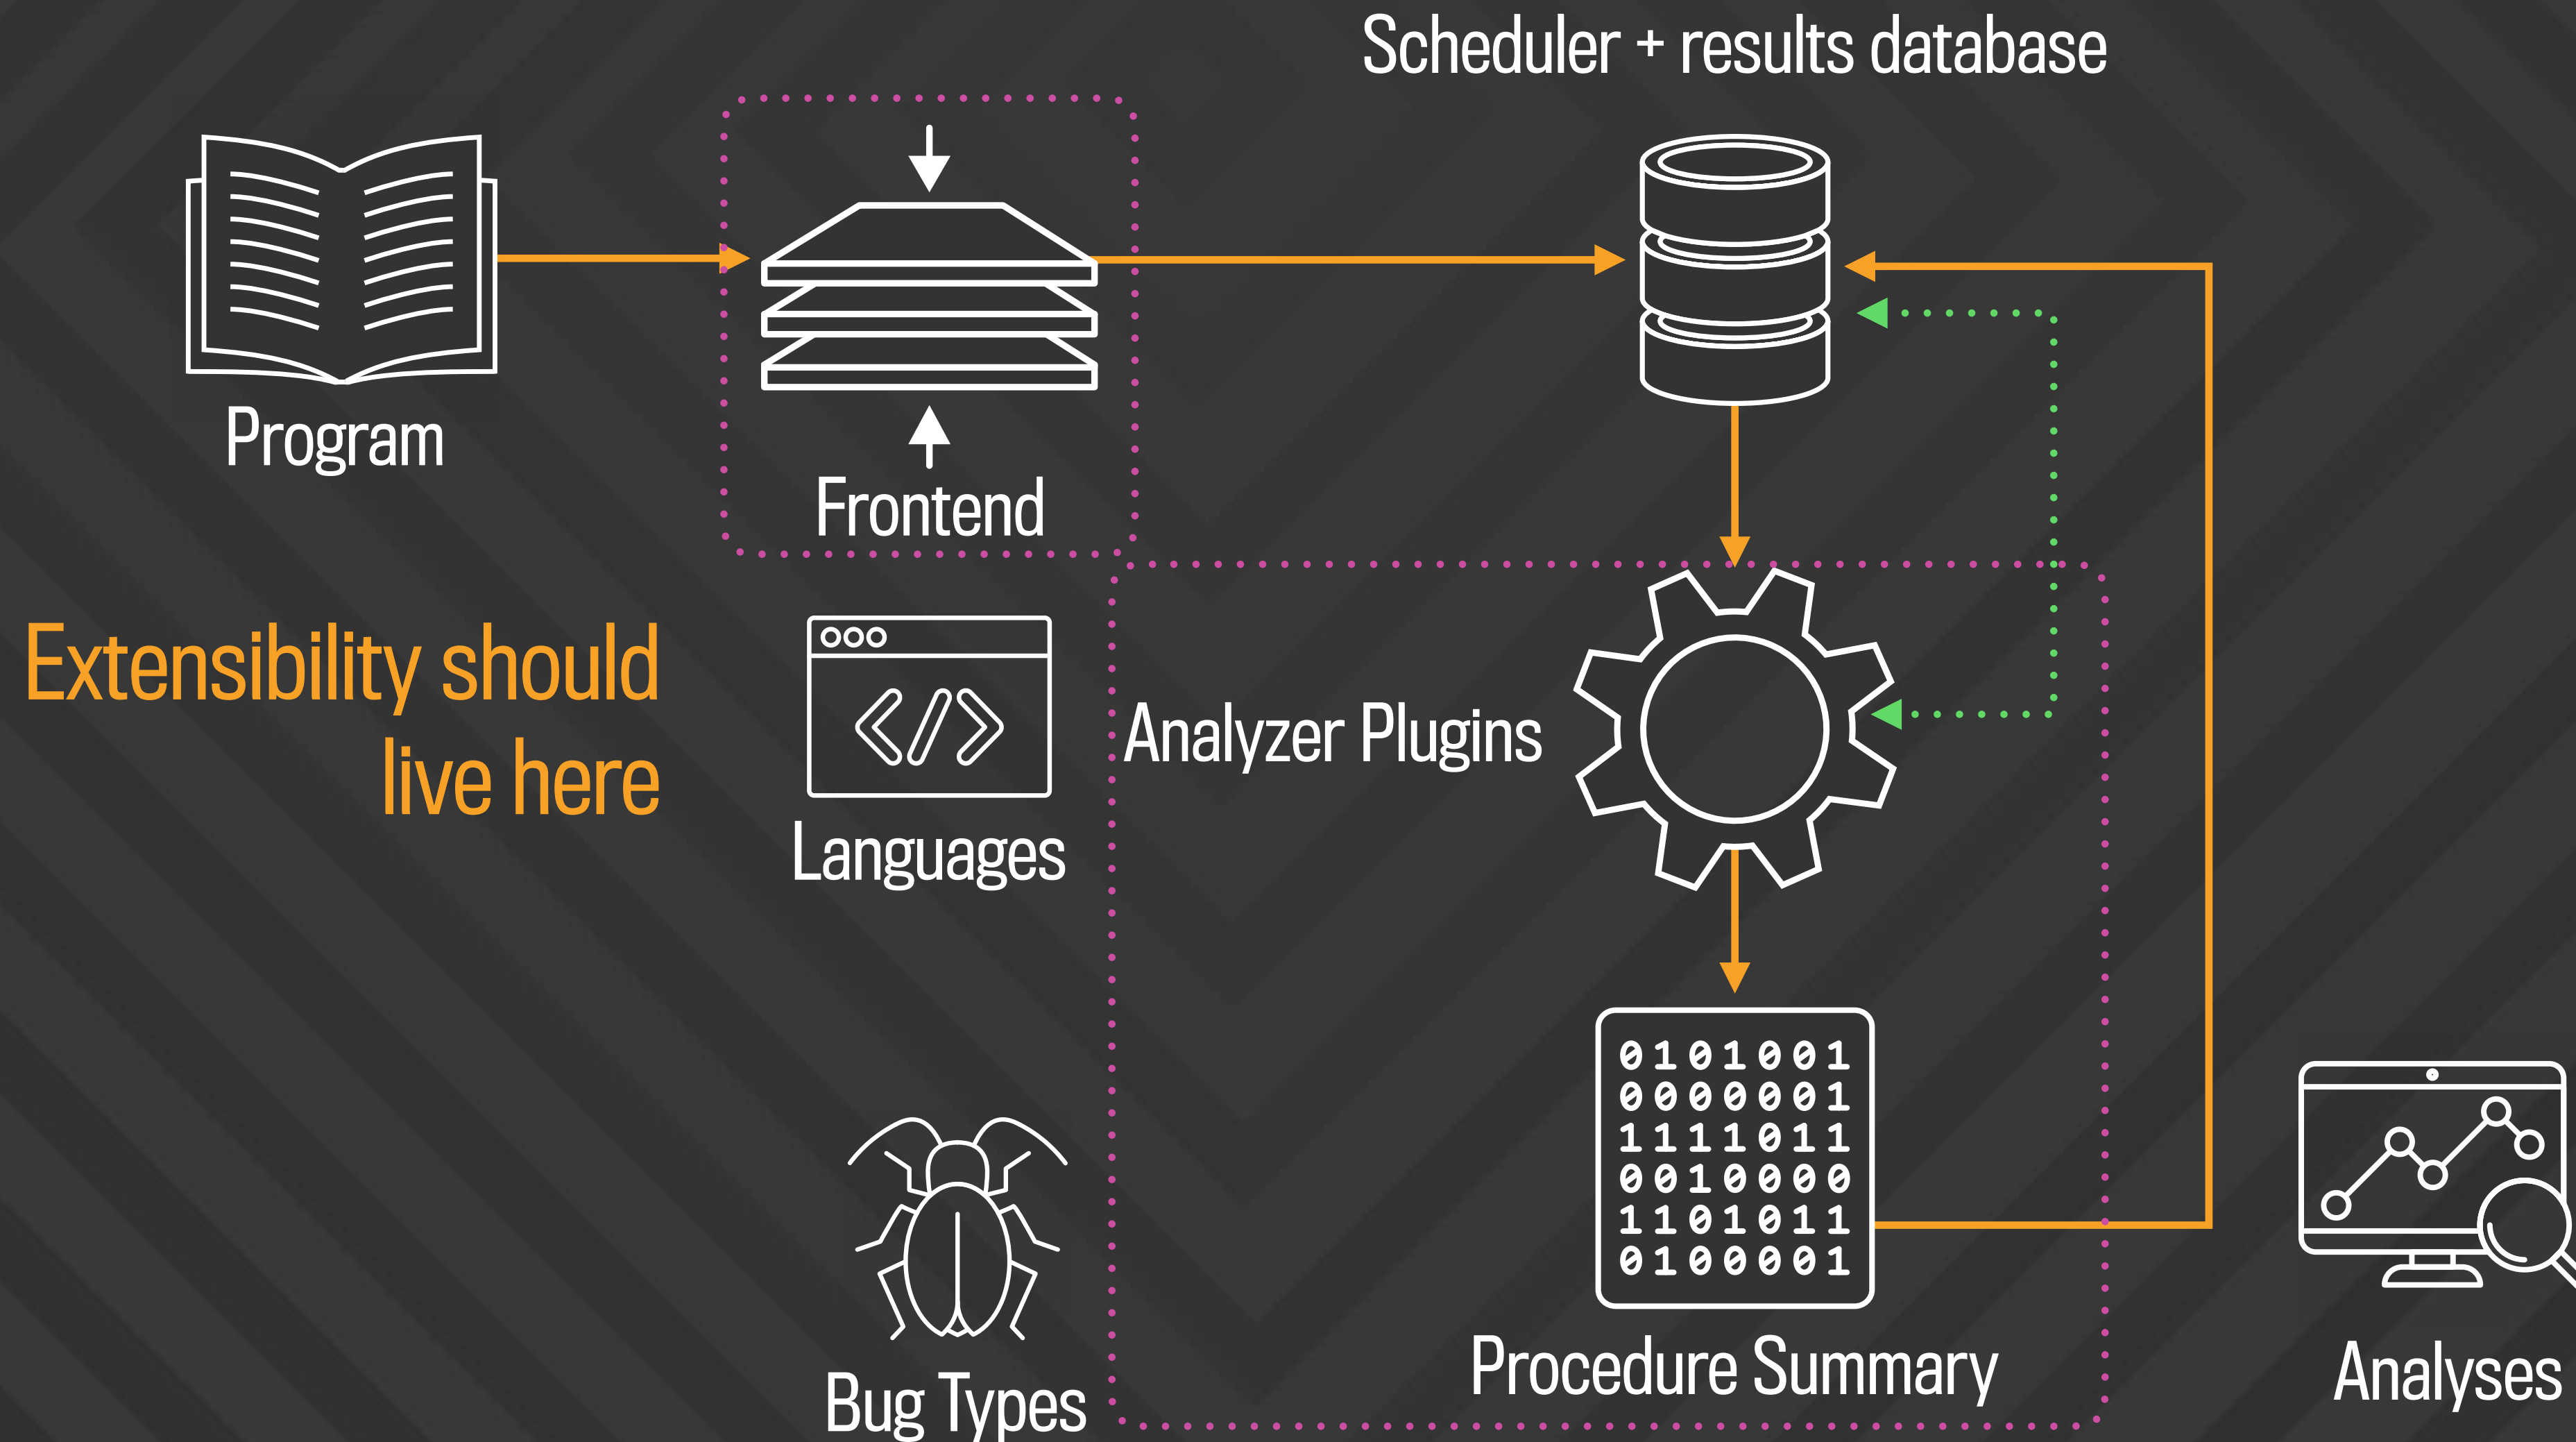 Scheduler + results database
Program
Frontend
Extensibility should
live here
</>
Languages
Analyzer Plugins
0101001
0000001
1111011
0010000
1101011
0100001
Procedure Summary
Bug Types
Analyses